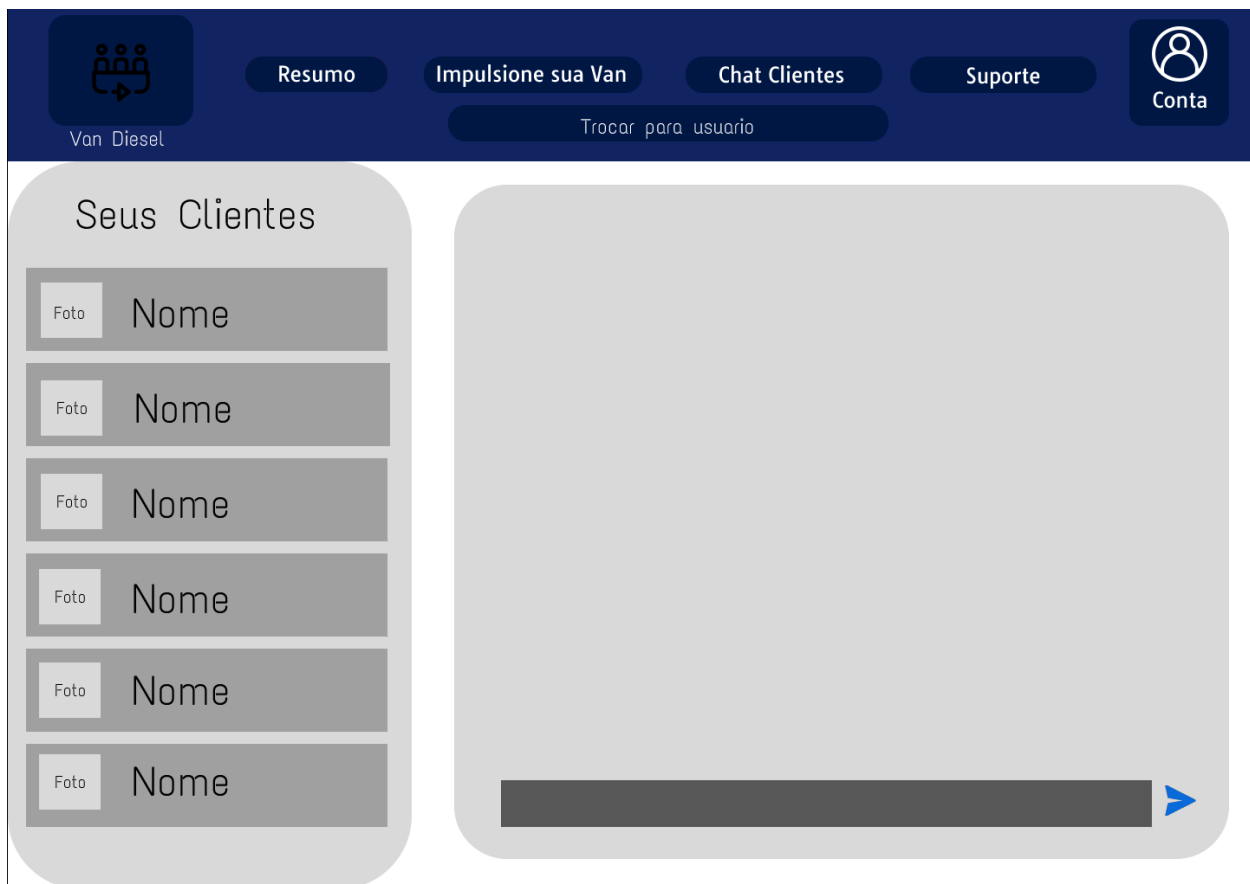 Resumo
Impulsione sua Van
Chat Clientes
Suporte
Conta
Trocar para usuario
Van Diesel
Seus Clientes
Foto Nome
Foto Nome
Foto Nome
Foto Nome
Foto Nome
Foto Nome